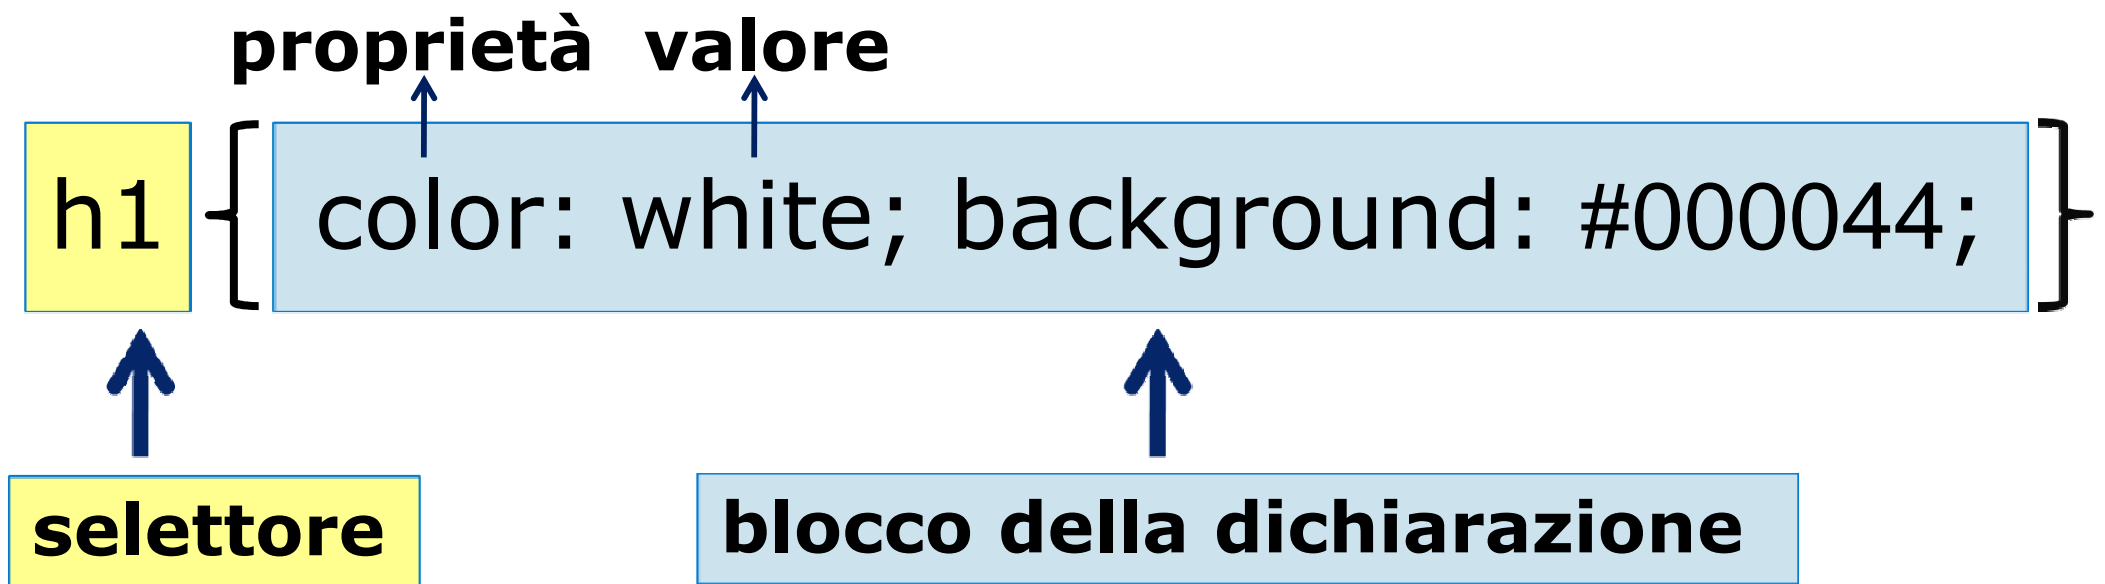 proprietà valore
h1 { color: white; background: #000044; }
selettore
blocco della dichiarazione